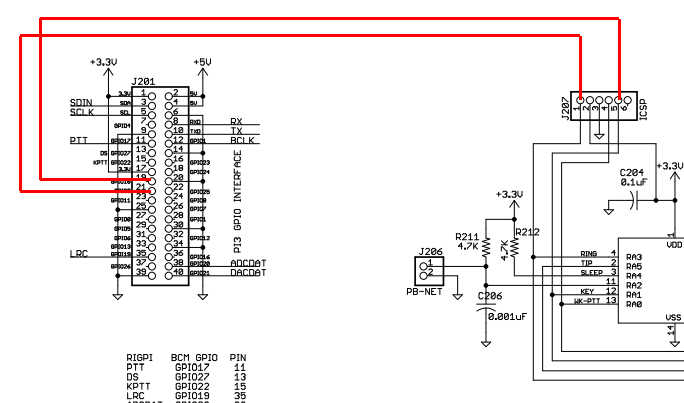 +3.3V
+5V
J201
3.3V 1 2 5V
SDIN SDA 3 4 5V
SCLK SCL 5 6
GPIO4 7 8 RXD RX
9 10 TXD TX
PTT GPIO17 11 12 GPIO1 BCLK
DS GPIO27 13 14
KPTT GPIO22 15 16 GPIO23
3.3V 17 18 GPIO24
19 20
21 22 GPIO25
GPIO11 23 24 GPIO8
25 26 GPIO7
GPIO0 27 28 GPIO1
GPIO5 29 30
GPIO6 31 32 GPIO12
GPIO13 33 34
LRC GPIO19 35 36 GPIO16
GPIO26 37 38 GPIO20 ADCDAT
39 40 GPIO21 DACDAT
PI3 GPIO INTERFACE
J207
1 2 3 4 5 6
ICSP
C204
0.1uF
+3.3V
+3.3V
R211
4.7K
R212
4.7K
J206
1
2
PB-NET
C206
0.001uF
1
VDD
RING 4 RA3
TIP 2 RA5
SLEEP 3 RA4
11 RA2
KEY 12 RA1
WK-PTT 13 RA0
VSS
14
RIGPI BCM GPIO PIN
PTT GPIO17 11
DS GPIO27 13
KPTT GPIO22 15
LRC GPIO19 35